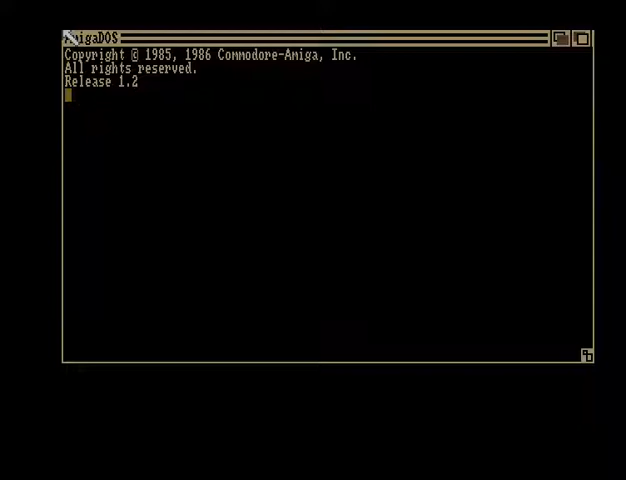 AmigaDOS
Copyright © 1985, 1986 Commodore-Amiga, Inc.
All rights reserved.
Release 1.2